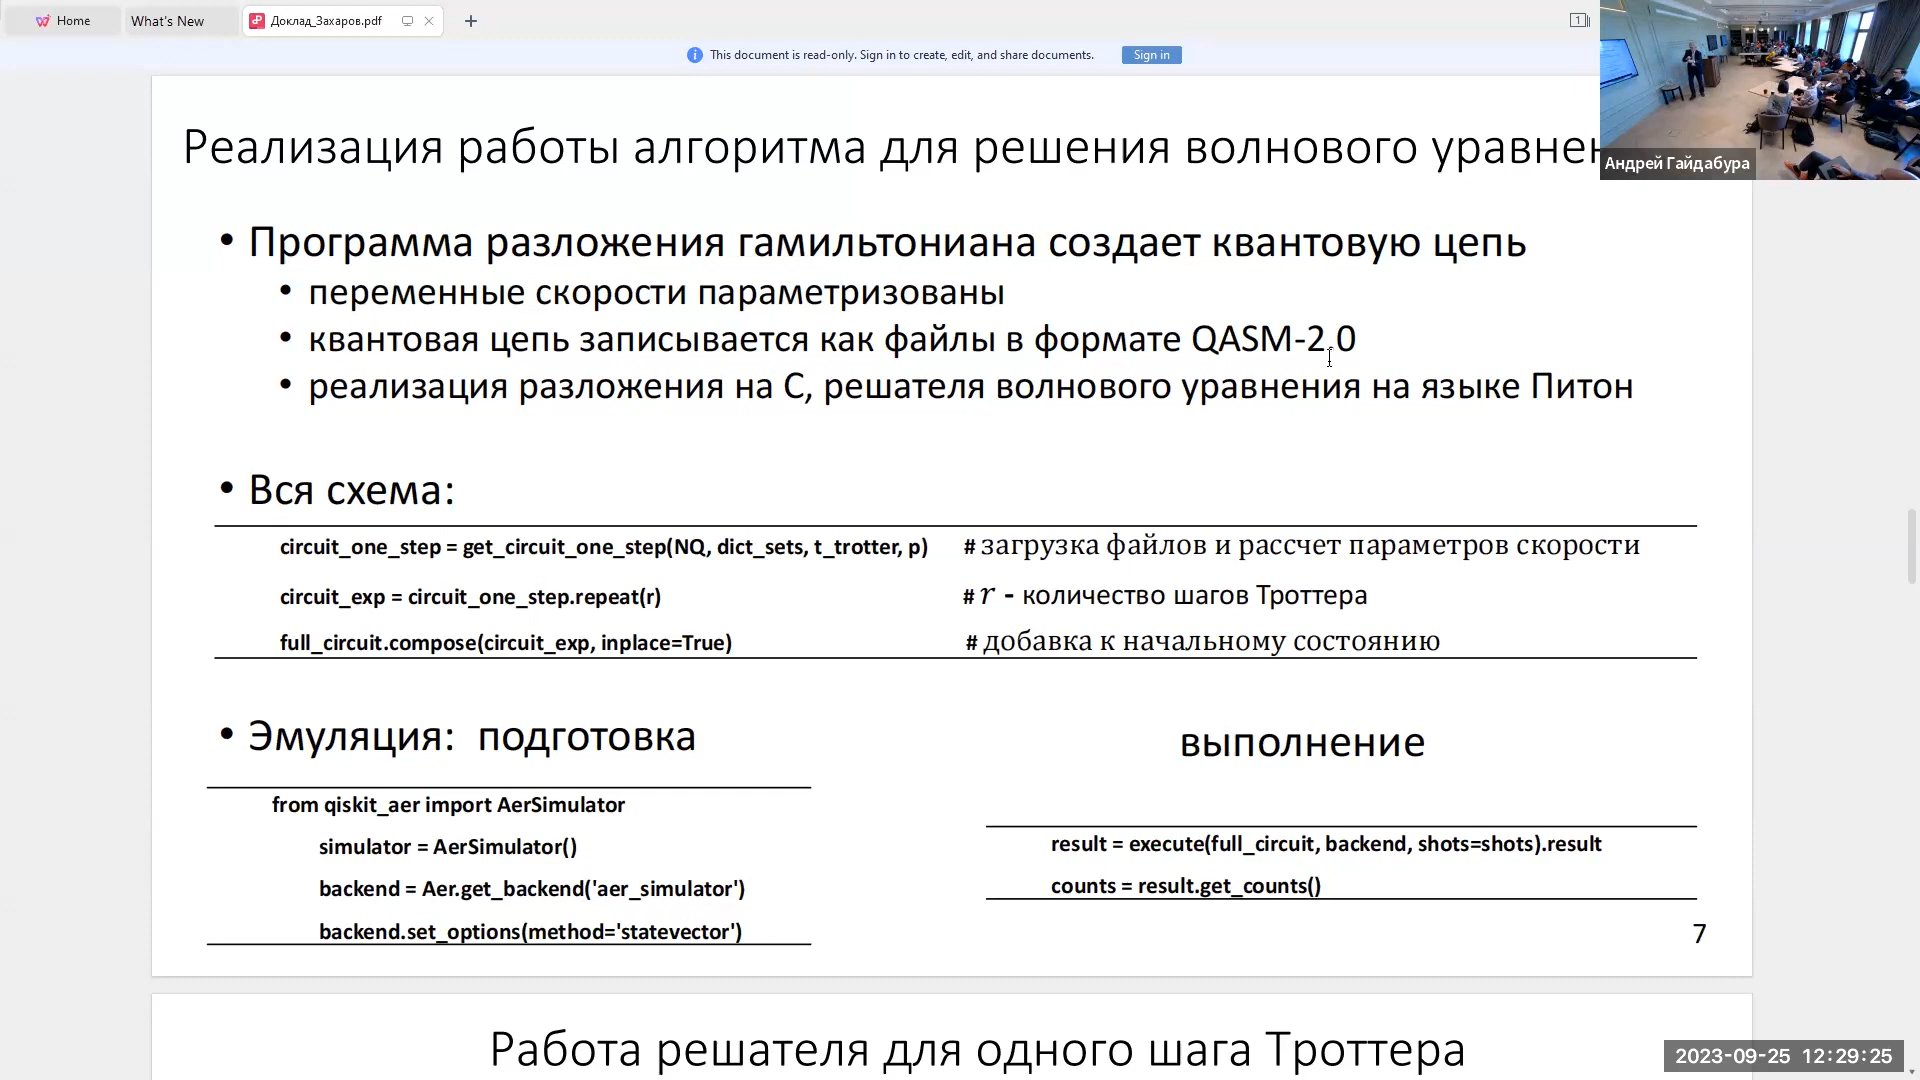 Home
What's New
Доклад_Захаров.pdf
1
This document is read-only. Sign in to create, edit, and share documents.
Sign in
Андрей Гайдабура
Реализация работы алгоритма для решения волнового уравнен
• Программа разложения гамильтониана создает квантовую цепь
• переменные скорости параметризованы
• квантовая цепь записывается как файлы в формате QASM-2.0
• реализация разложения на C, решателя волнового уравнения на языке Питон
• Вся схема:
circuit_one_step = get_circuit_one_step(NQ, dict_sets, t_trotter, p) # загрузка файлов и рассчет параметров скорости
circuit_exp = circuit_one_step.repeat(r) # r - количество шагов Троттера
full_circuit.compose(circuit_exp, inplace=True) # добавка к начальному состоянию
• Эмуляция: подготовка
from qiskit_aer import AerSimulator
simulator = AerSimulator()
backend = Aer.get_backend('aer_simulator')
backend.set_options(method='statevector')
выполнение
result = execute(full_circuit, backend, shots=shots).result
counts = result.get_counts()
7
Работа решателя для одного шага Троттера
2023-09-25 12:29:25